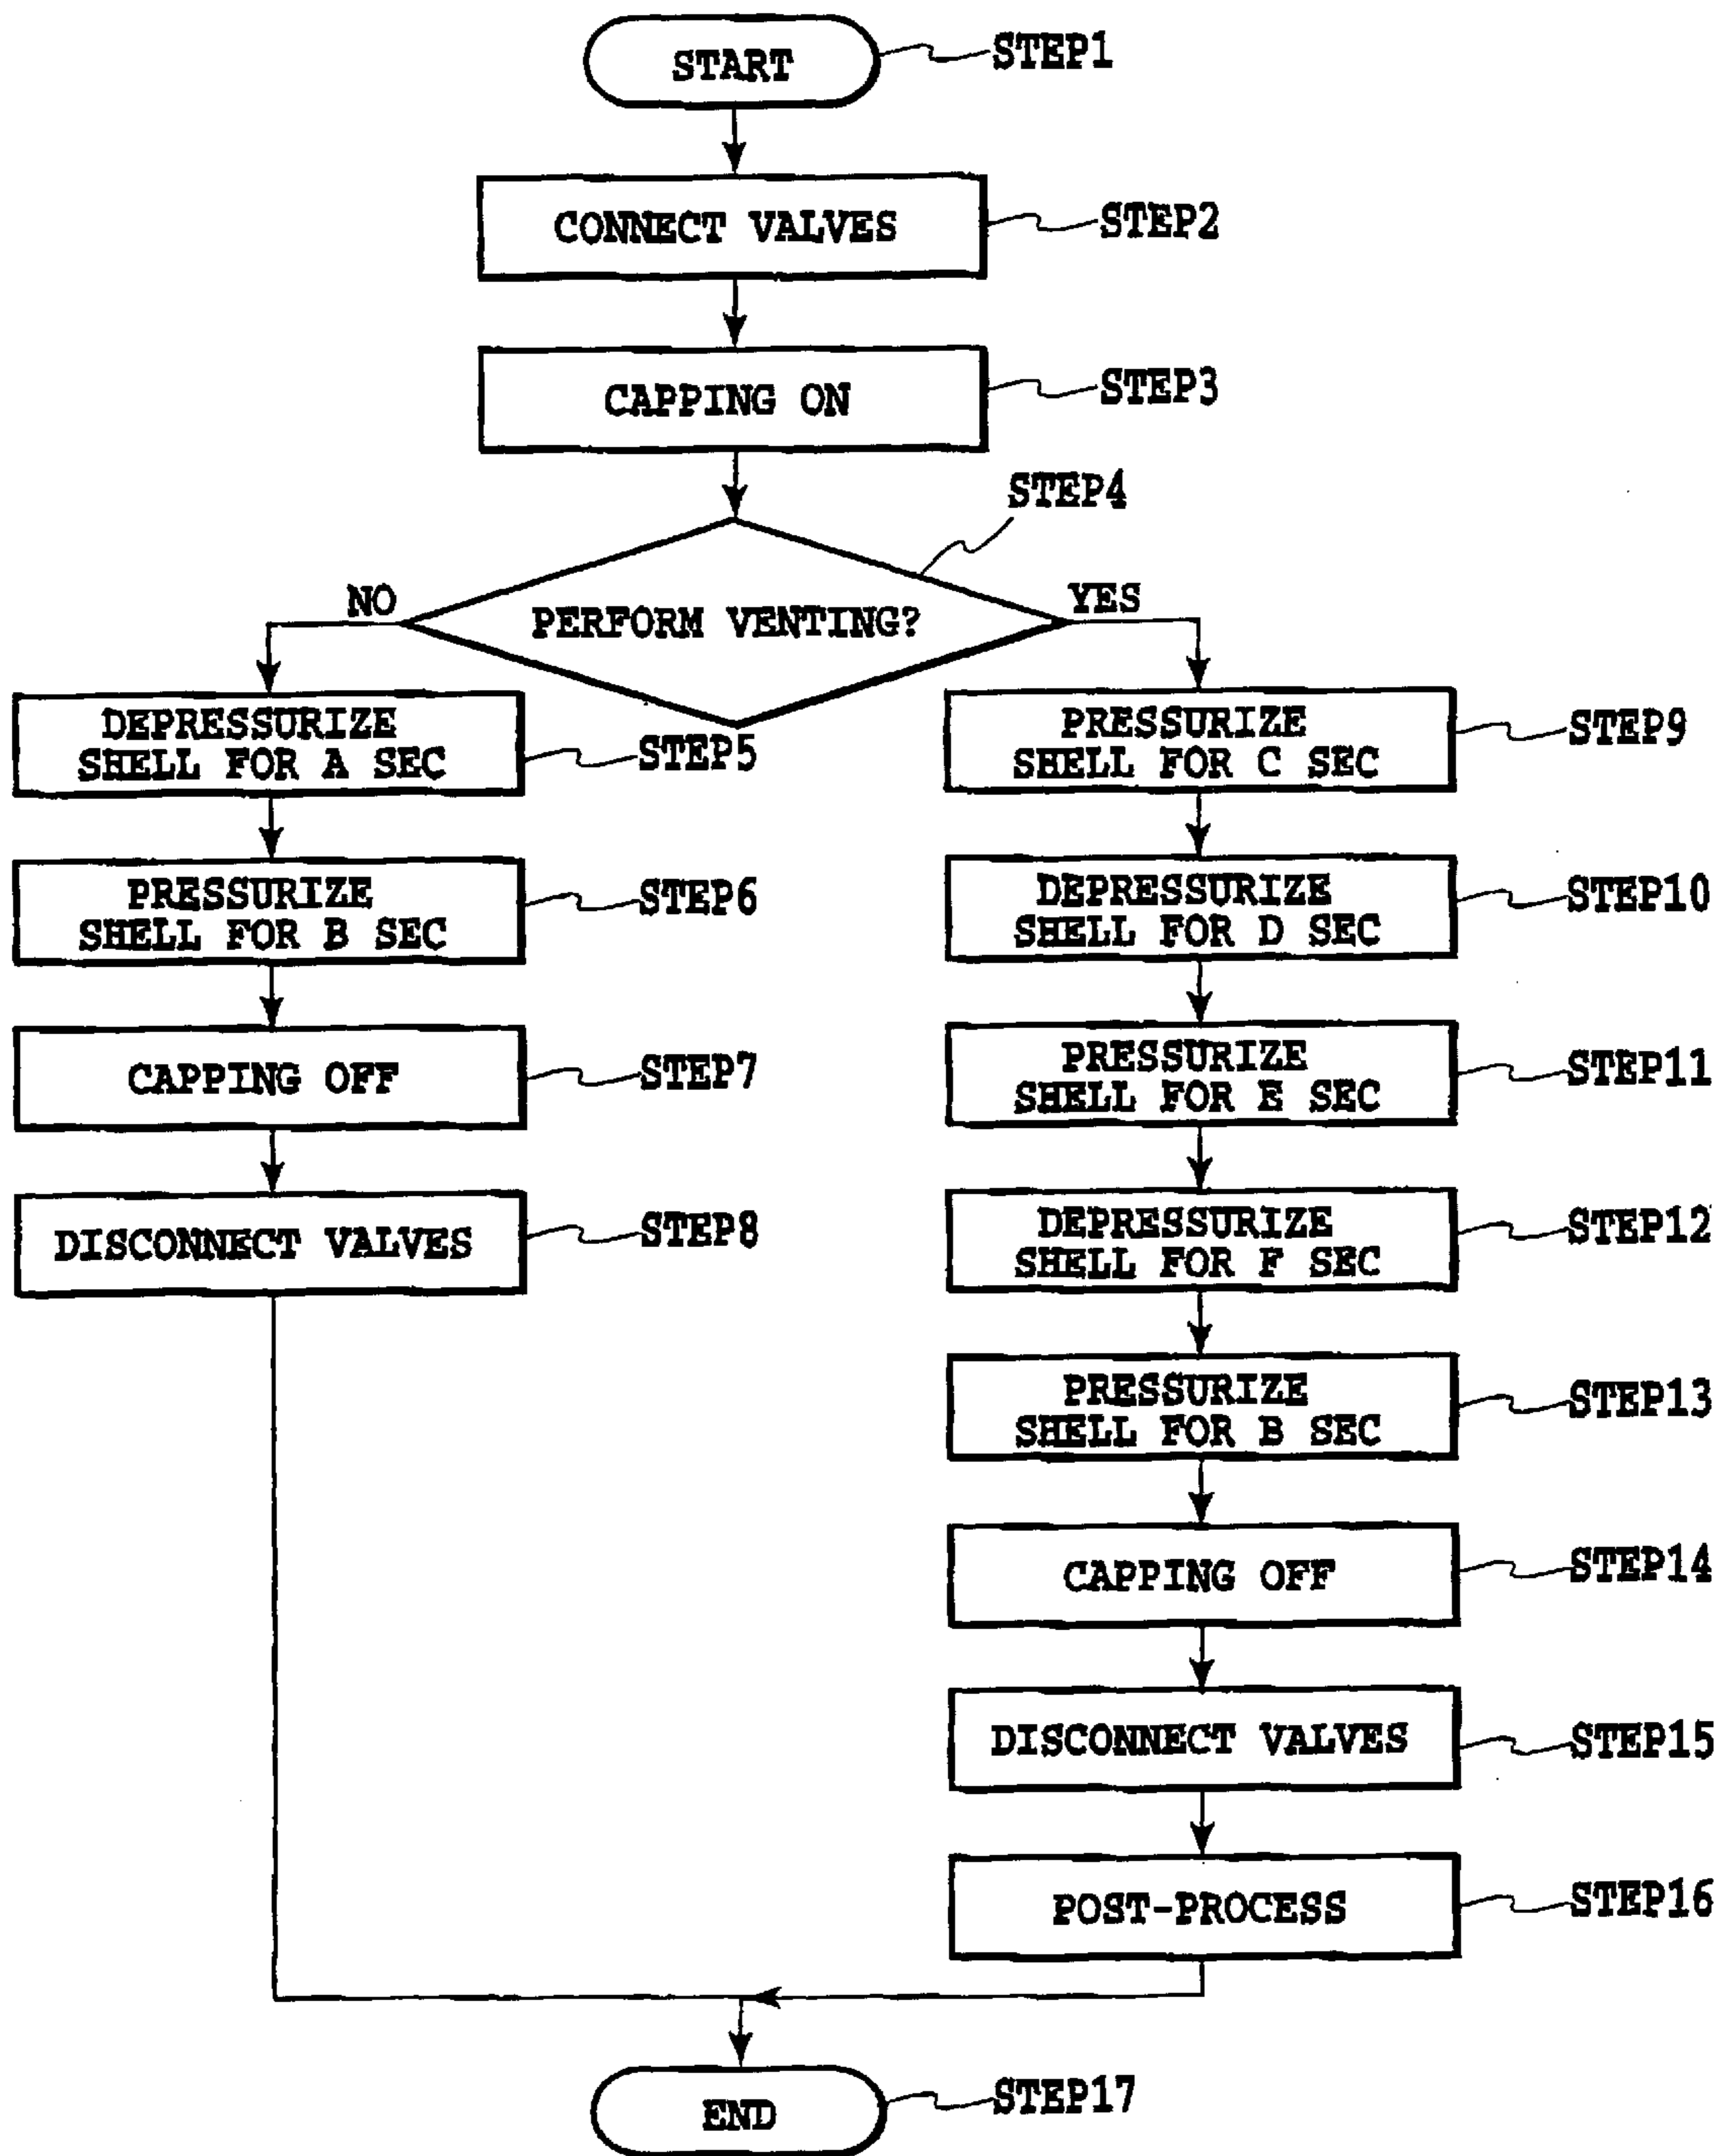 START
STEP1
CONNECT VALVES
STEP2
CAPPING ON
STEP3
STEP4
PERFORM VENTING?
NO
YES
DEPRESSURIZE
SHELL FOR A SEC
STEP5
PRESSURIZE
SHELL FOR B SEC
STEP6
CAPPING OFF
STEP7
DISCONNECT VALVES
STEP8
PRESSURIZE
SHELL FOR C SEC
STEP9
DEPRESSURIZE
SHELL FOR D SEC
STEP10
PRESSURIZE
SHELL FOR E SEC
STEP11
DEPRESSURIZE
SHELL FOR F SEC
STEP12
PRESSURIZE
SHELL FOR B SEC
STEP13
CAPPING OFF
STEP14
DISCONNECT VALVES
STEP15
POST-PROCESS
STEP16
END
STEP17